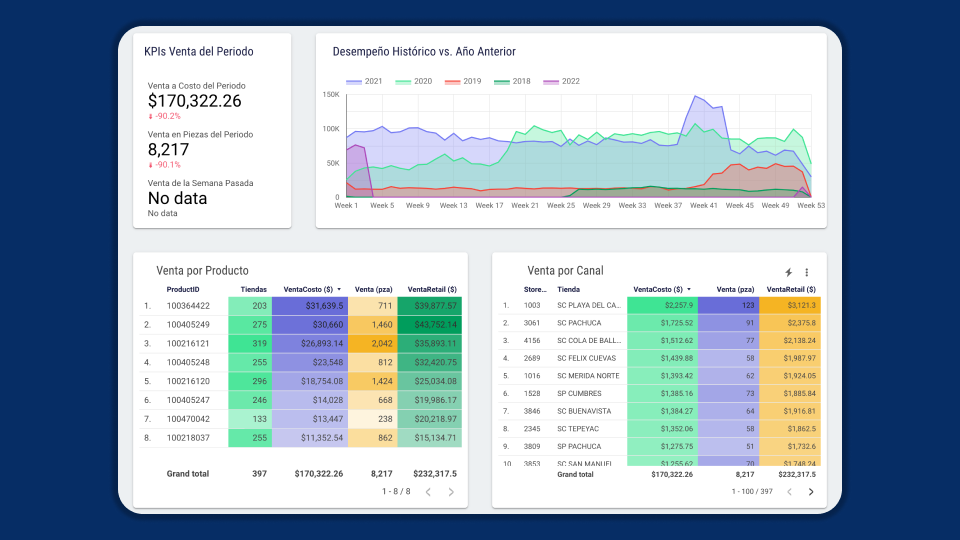 KPIs Venta del Periodo
Venta a Costo del Periodo
$170,322.26
-90.2%
Venta en Piezas del Periodo
8,217
-90.1%
Venta de la Semana Pasada
No data
No data
Desempeño Histórico vs. Año Anterior
2021 2020 2019 2018 2022
150K
100K
50K
0
Week 1 Week 5 Week 9 Week 13 Week 17 Week 21 Week 25 Week 29 Week 33 Week 37 Week 41 Week 45 Week 49 Week 53
Venta por Producto
ProductID Tiendas VentaCosto ($) Venta (pza) VentaRetail ($)
1. 100364422 203 $31,639.5 711 $39,877.57
2. 100405249 275 $30,660 1,460 $43,752.14
3. 100216121 319 $26,893.14 2,042 $35,893.11
4. 100405248 255 $23,548 812 $32,420.75
5. 100216120 296 $18,754.08 1,424 $25,034.08
6. 100405247 246 $14,028 668 $19,986.17
7. 100470042 133 $13,447 238 $20,218.97
8. 100218037 255 $11,352.54 862 $15,134.71
Grand total 397 $170,322.26 8,217 $232,317.5
1 - 8 / 8
Venta por Canal
Store... Tienda VentaCosto ($) Venta (pza) VentaRetail ($)
1. 1003 SC PLAYA DEL CA... $2,257.9 123 $3,121.3
2. 3061 SC PACHUCA $1,725.52 91 $2,375.8
3. 4156 SC COLA DE BALL... $1,512.62 77 $2,138.24
4. 2689 SC FELIX CUEVAS $1,439.88 58 $1,987.97
5. 1016 SC MERIDA NORTE $1,393.42 62 $1,924.05
6. 1528 SP CUMBRES $1,385.16 73 $1,885.84
7. 3846 SC BUENAVISTA $1,384.27 64 $1,916.81
8. 2345 SC TEPEYAC $1,352.06 58 $1,862.5
9. 3809 SP PACHUCA $1,275.75 51 $1,732.6
10. 3853 SC SAN MANUEL $1,255.62 70 $1,748.24
Grand total $170,322.26 8,217 $232,317.5
1 - 100 / 397